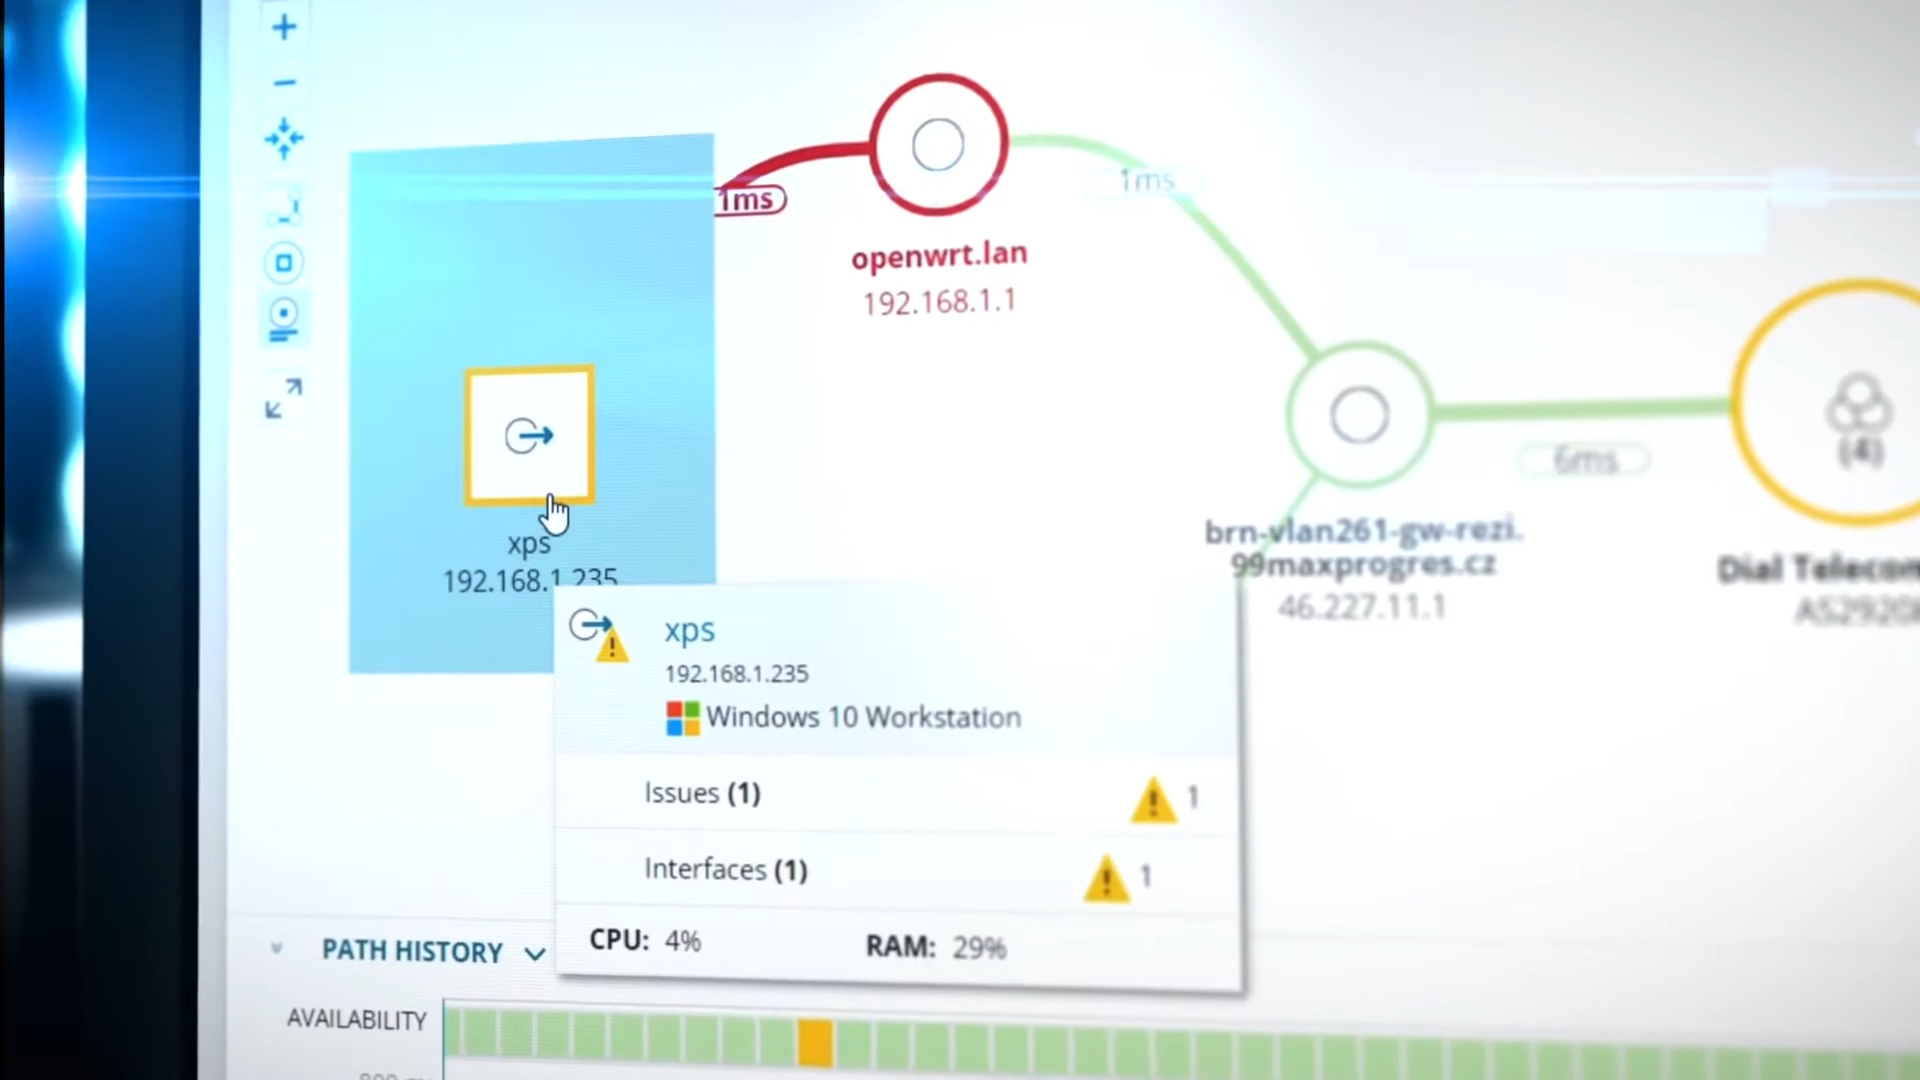 1ms
1ms
openwrt.lan
192.168.1.1
(4)
6ms
xps
192.168.1.235
brn-vlan261-gw-rezi.
99maxprogres.cz
46.227.11.1
Dial Telecom
xps
192.168.1.235
Windows 10 Workstation
Issues (1)
1
Interfaces (1)
1
CPU: 4%
RAM: 29%
PATH HISTORY
AVAILABILITY